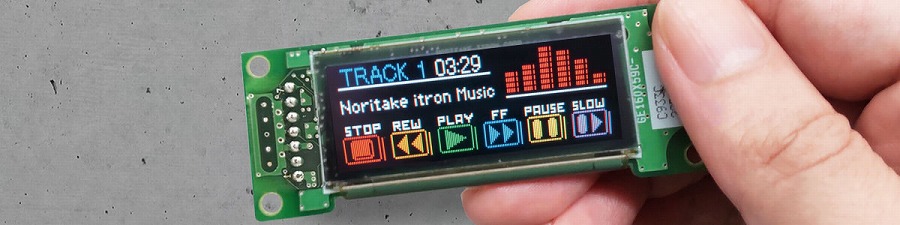 TRACK 1 03:29
Noritake itron Music
STOP REW PLAY FF PAUSE SLOW